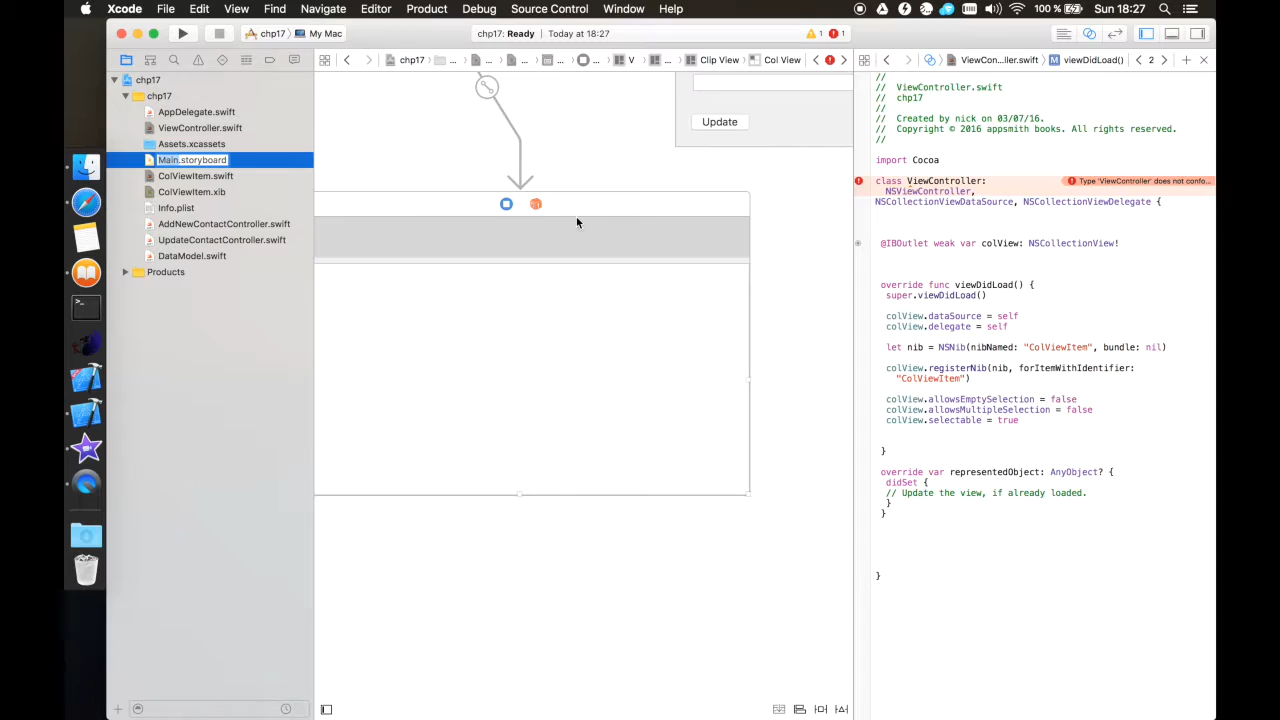 Xcode File Edit View Find Navigate Editor Product Debug Source Control Window Help 100 % Sun 18:27
chp17 My Mac chp17: Ready Today at 18:27 1 1
chp17 ... ... ... ... V ... Clip View Col View ViewCon...ller.swift viewDidLoad() 2
chp17
chp17
AppDelegate.swift
ViewController.swift
Assets.xcassets
Main.storyboard
ColViewItem.swift
ColViewItem.xib
Info.plist
AddNewContactController.swift
UpdateContactController.swift
DataModel.swift
Products
Update
//
// ViewController.swift
// chp17
//
// Created by nick on 03/07/16.
// Copyright © 2016 appsmith books. All rights reserved.
//
import Cocoa
class ViewController: Type 'ViewController' does not confo...
NSViewController,
NSCollectionViewDataSource, NSCollectionViewDelegate {
@IBOutlet weak var colView: NSCollectionView!
override func viewDidLoad() {
super.viewDidLoad()
colView.dataSource = self
colView.delegate = self
let nib = NSNib(nibNamed: "ColViewItem", bundle: nil)
colView.registerNib(nib, forItemWithIdentifier:
"ColViewItem")
colView.allowsEmptySelection = false
colView.allowsMultipleSelection = false
colView.selectable = true
}
override var representedObject: AnyObject? {
didSet {
// Update the view, if already loaded.
}
}
}